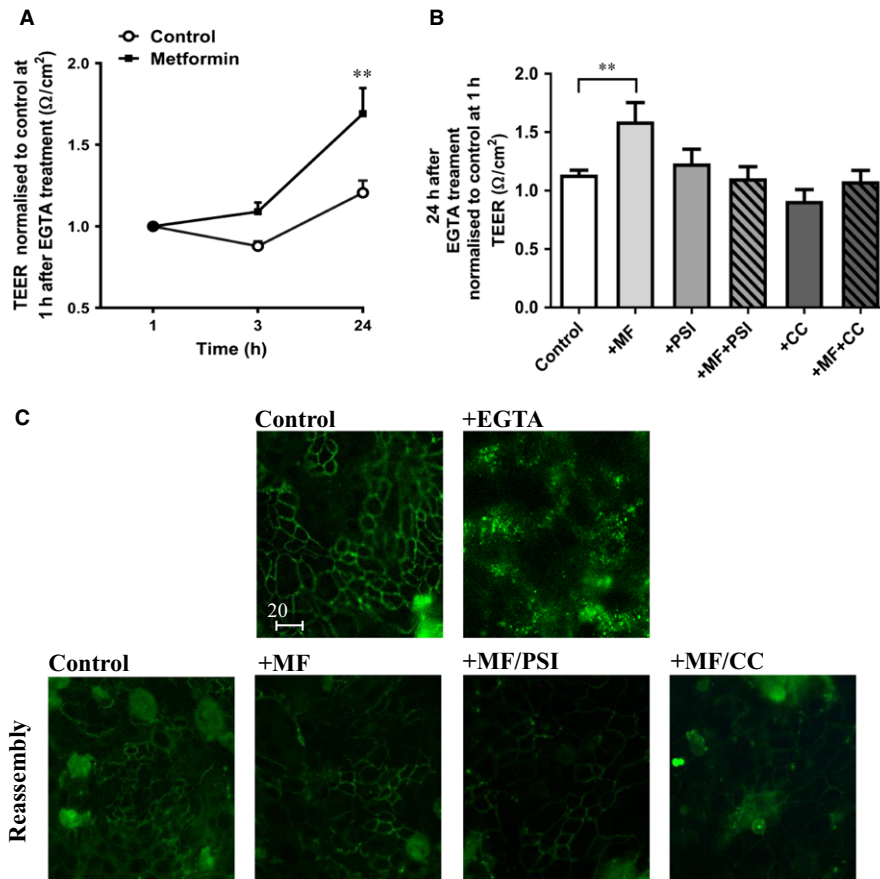 A
Control
Metformin
TEER normalised to control at
1 h after EGTA treatment (Ω/cm²)
2.0
1.5
1.0
0.5
**
1
3
24
Time (h)
B
24 h after
EGTA treament
normalised to control at 1 h
TEER (Ω/cm²)
2.0
1.5
1.0
0.5
0.0
**
Control
+MF
+PSI
+MF+PSI
+CC
+MF+CC
C
Control
+EGTA
20
Reassembly
Control
+MF
+MF/PSI
+MF/CC